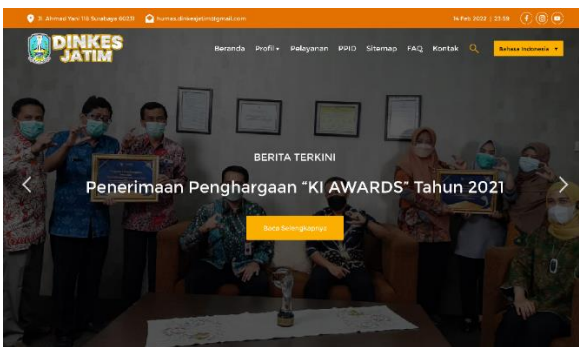 Jl. Ahmad Yani 118 Surabaya 60231 humas.dinkesjatim@gmail.com
14 Feb 2022 | 23:59
DINKES
JATIM
Beranda Profil Pelayanan PPID Sitemap FAQ Kontak
Bahasa Indonesia
BERITA TERKINI
Penerimaan Penghargaan “KI AWARDS” Tahun 2021
Baca Selengkapnya